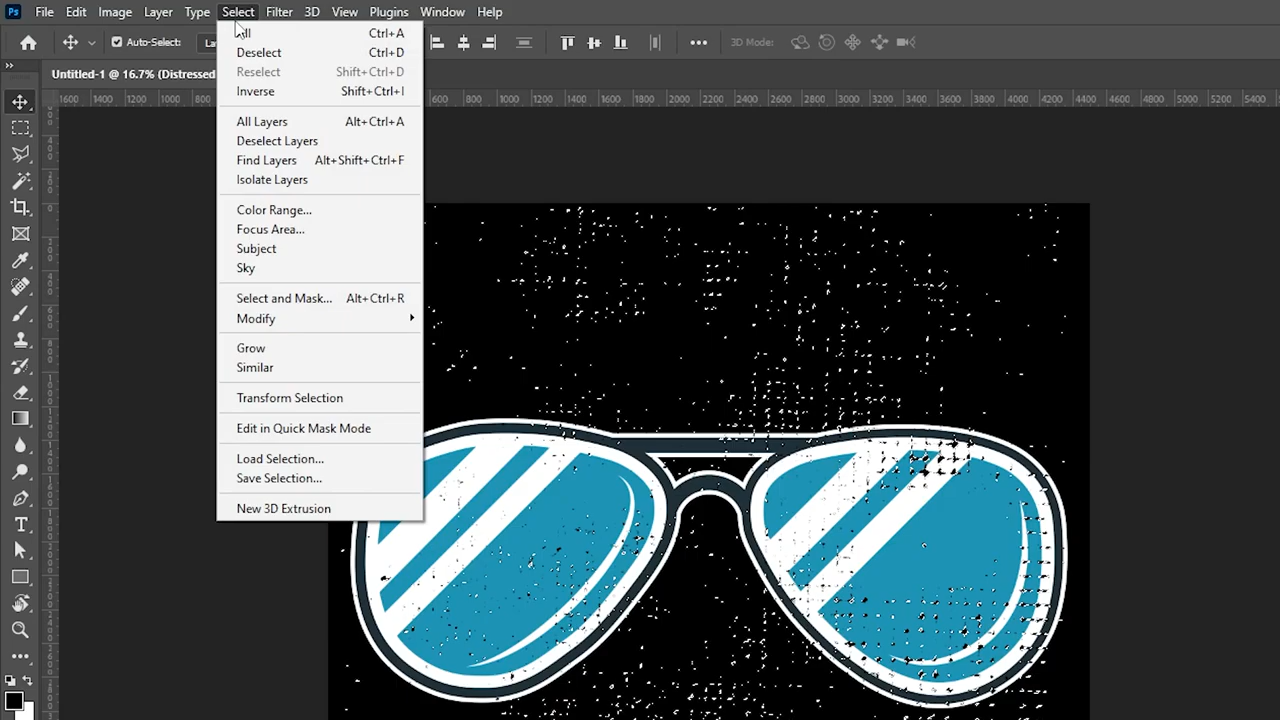 Ps File Edit Image Layer Type Select Filter 3D View Plugins Window Help
Auto-Select: 3D Mode:
Untitled-1 @ 16.7% (Distressed
All Ctrl+A
Deselect Ctrl+D
Reselect Shift+Ctrl+D
Inverse Shift+Ctrl+I
All Layers Alt+Ctrl+A
Deselect Layers
Find Layers Alt+Shift+Ctrl+F
Isolate Layers
Color Range...
Focus Area...
Subject
Sky
Select and Mask... Alt+Ctrl+R
Modify
Grow
Similar
Transform Selection
Edit in Quick Mask Mode
Load Selection...
Save Selection...
New 3D Extrusion
1600 1400 1200 1000 800 600 800 1000 1200 1400 1600 1800 2000 2200 2400 2600 2800 3000 3200 3400 3600 3800 4000 4200 4400 4600 4800 5000 5200 5400